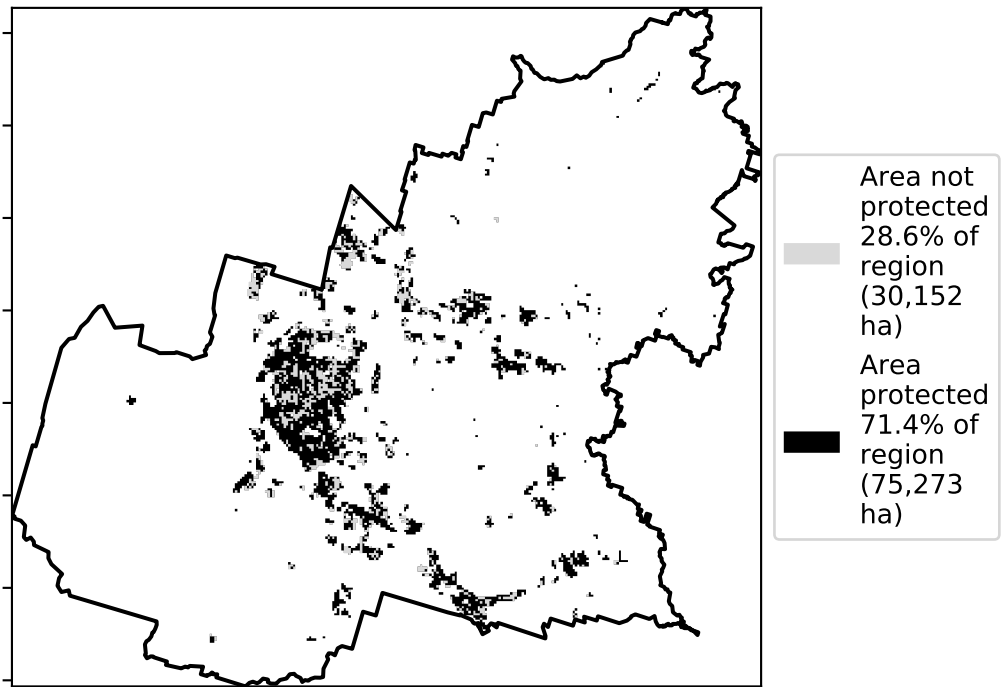 Area not
protected
28.6% of
region
(30,152
ha)
Area
protected
71.4% of
region
(75,273
ha)